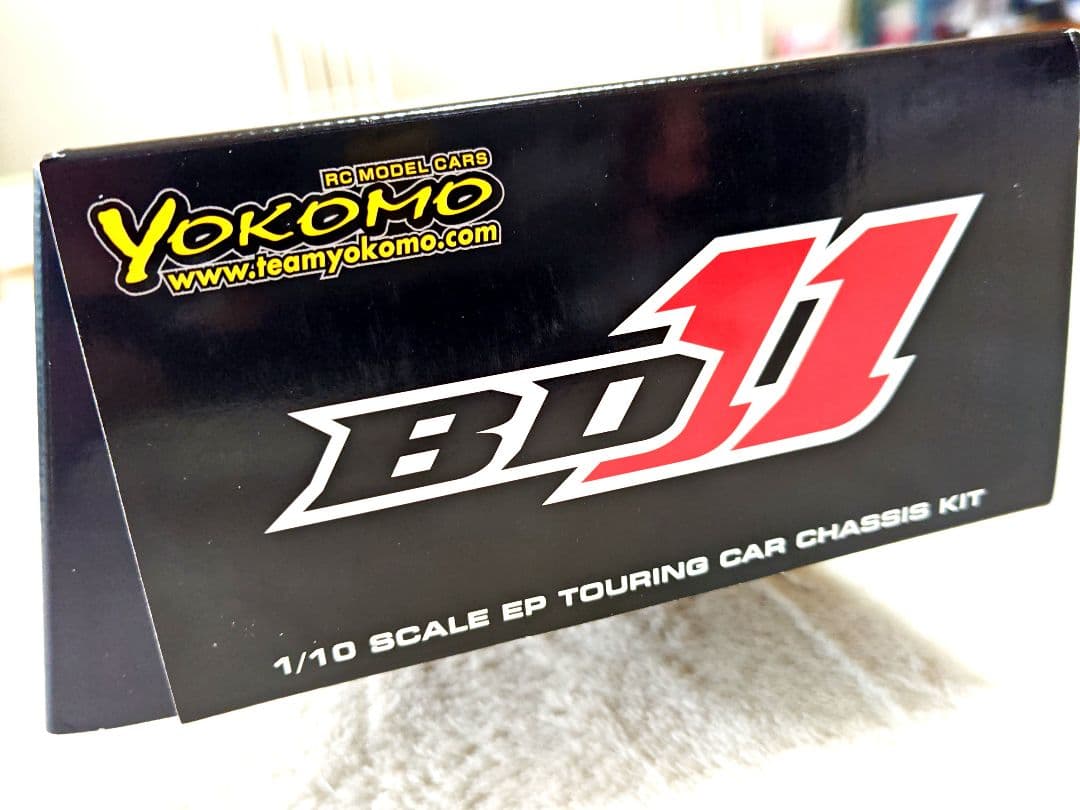 RC MODEL CARS
YOKOMO
www.teamyokomo.com
BD11
1/10 SCALE EP TOURING CAR CHASSIS KIT